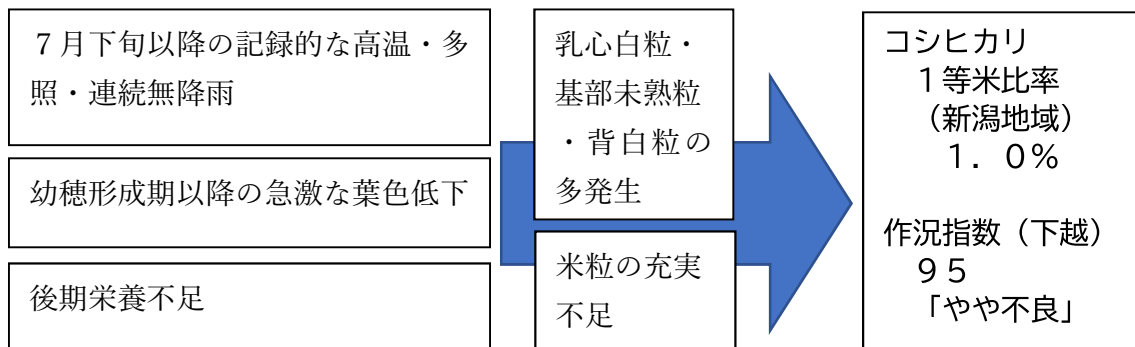 ７月下旬以降の記録的な高温・多
照・連続無降雨
幼穂形成期以降の急激な葉色低下
後期栄養不足
乳心白粒・
基部未熟粒
・背白粒の
多発生
米粒の充実
不足
コシヒカリ
１等米比率
（新潟地域）
１．０％
作況指数（下越）
９５
「やや不良」